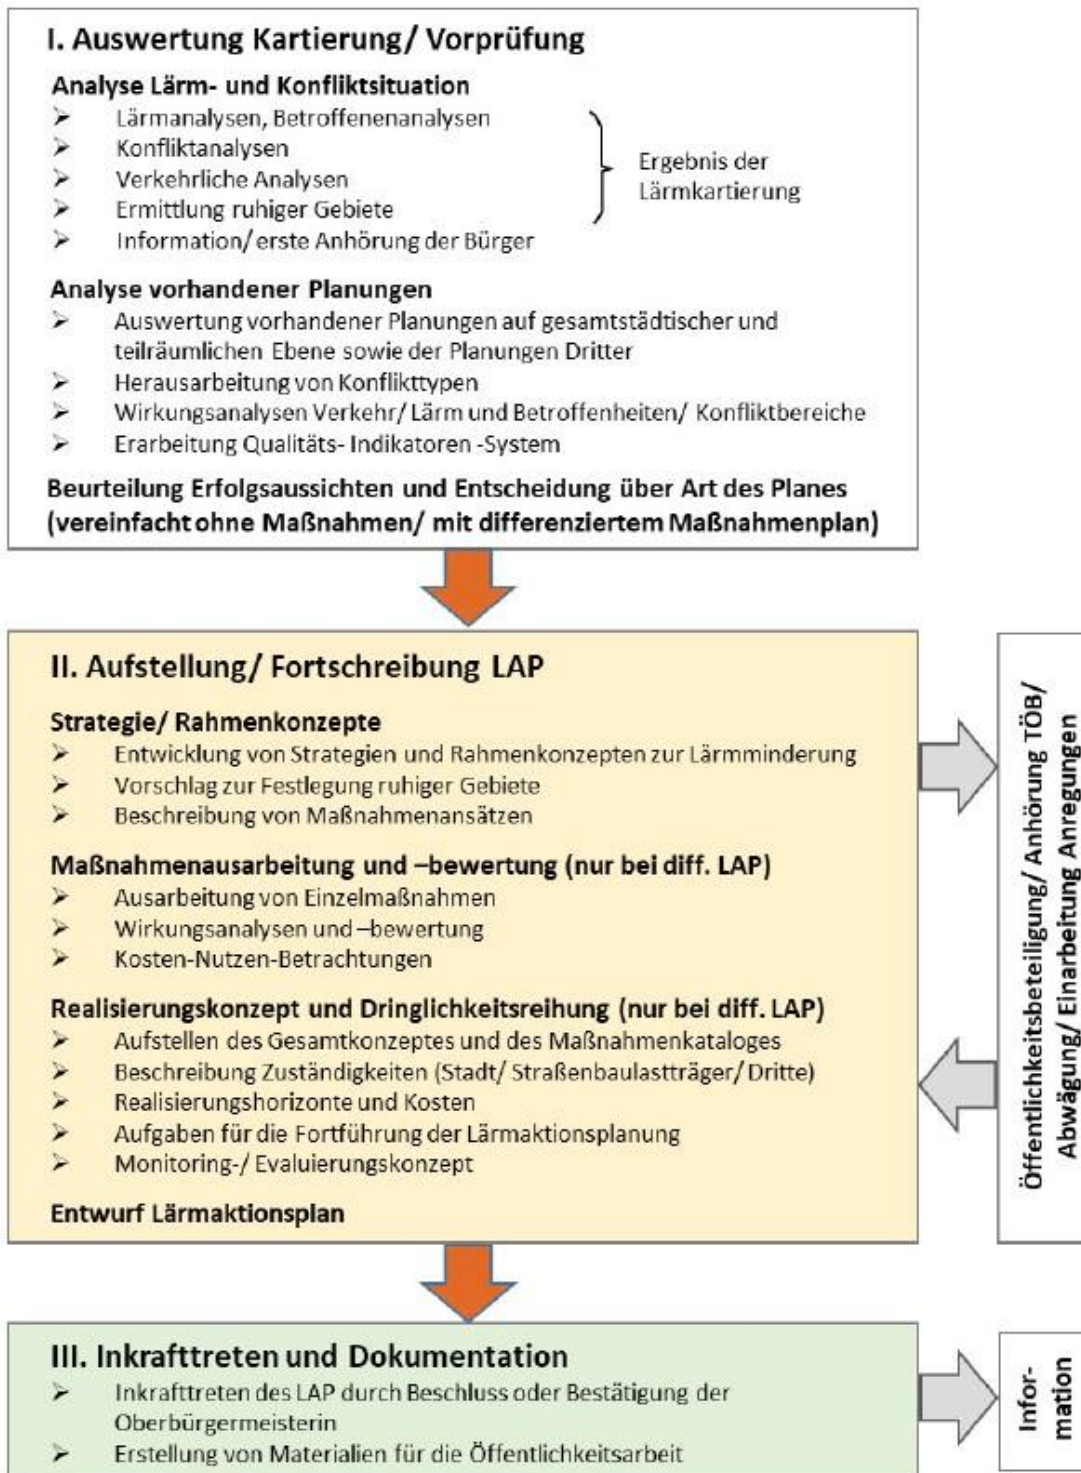 I. Auswertung Kartierung/ Vorprüfung
Analyse Lärm- und Konfliktsituation
➢ Lärmanalysen, Betroffenenanalysen
➢ Konfliktanalysen
➢ Verkehrliche Analysen
➢ Ermittlung ruhiger Gebiete
➢ Information/ erste Anhörung der Bürger
Ergebnis der
Lärmkartierung
Analyse vorhandener Planungen
➢ Auswertung vorhandener Planungen auf gesamtstädtischer und
teilräumlichen Ebene sowie der Planungen Dritter
➢ Herausarbeitung von Konflikttypen
➢ Wirkungsanalysen Verkehr/ Lärm und Betroffenheiten/ Konfliktbereiche
➢ Erarbeitung Qualitäts- Indikatoren -System
Beurteilung Erfolgsaussichten und Entscheidung über Art des Planes
(vereinfacht ohne Maßnahmen/ mit differenziertem Maßnahmenplan)
II. Aufstellung/ Fortschreibung LAP
Strategie/ Rahmenkonzepte
➢ Entwicklung von Strategien und Rahmenkonzepten zur Lärmminderung
➢ Vorschlag zur Festlegung ruhiger Gebiete
➢ Beschreibung von Maßnahmenansätzen
Maßnahmenausarbeitung und –bewertung (nur bei diff. LAP)
➢ Ausarbeitung von Einzelmaßnahmen
➢ Wirkungsanalysen und –bewertung
➢ Kosten-Nutzen-Betrachtungen
Realisierungskonzept und Dringlichkeitsreihung (nur bei diff. LAP)
➢ Aufstellen des Gesamtkonzeptes und des Maßnahmenkataloges
➢ Beschreibung Zuständigkeiten (Stadt/ Straßenbaulastträger/ Dritte)
➢ Realisierungshorizonte und Kosten
➢ Aufgaben für die Fortführung der Lärmaktionsplanung
➢ Monitoring-/ Evaluierungskonzept
Entwurf Lärmaktionsplan
Öffentlichkeitsbeteiligung/ Anhörung TÖB/
Abwägung/ Einarbeitung Anregungen
III. Inkrafttreten und Dokumentation
➢ Inkrafttreten des LAP durch Beschluss oder Bestätigung der
Oberbürgermeisterin
➢ Erstellung von Materialien für die Öffentlichkeitsarbeit
Infor-
mation